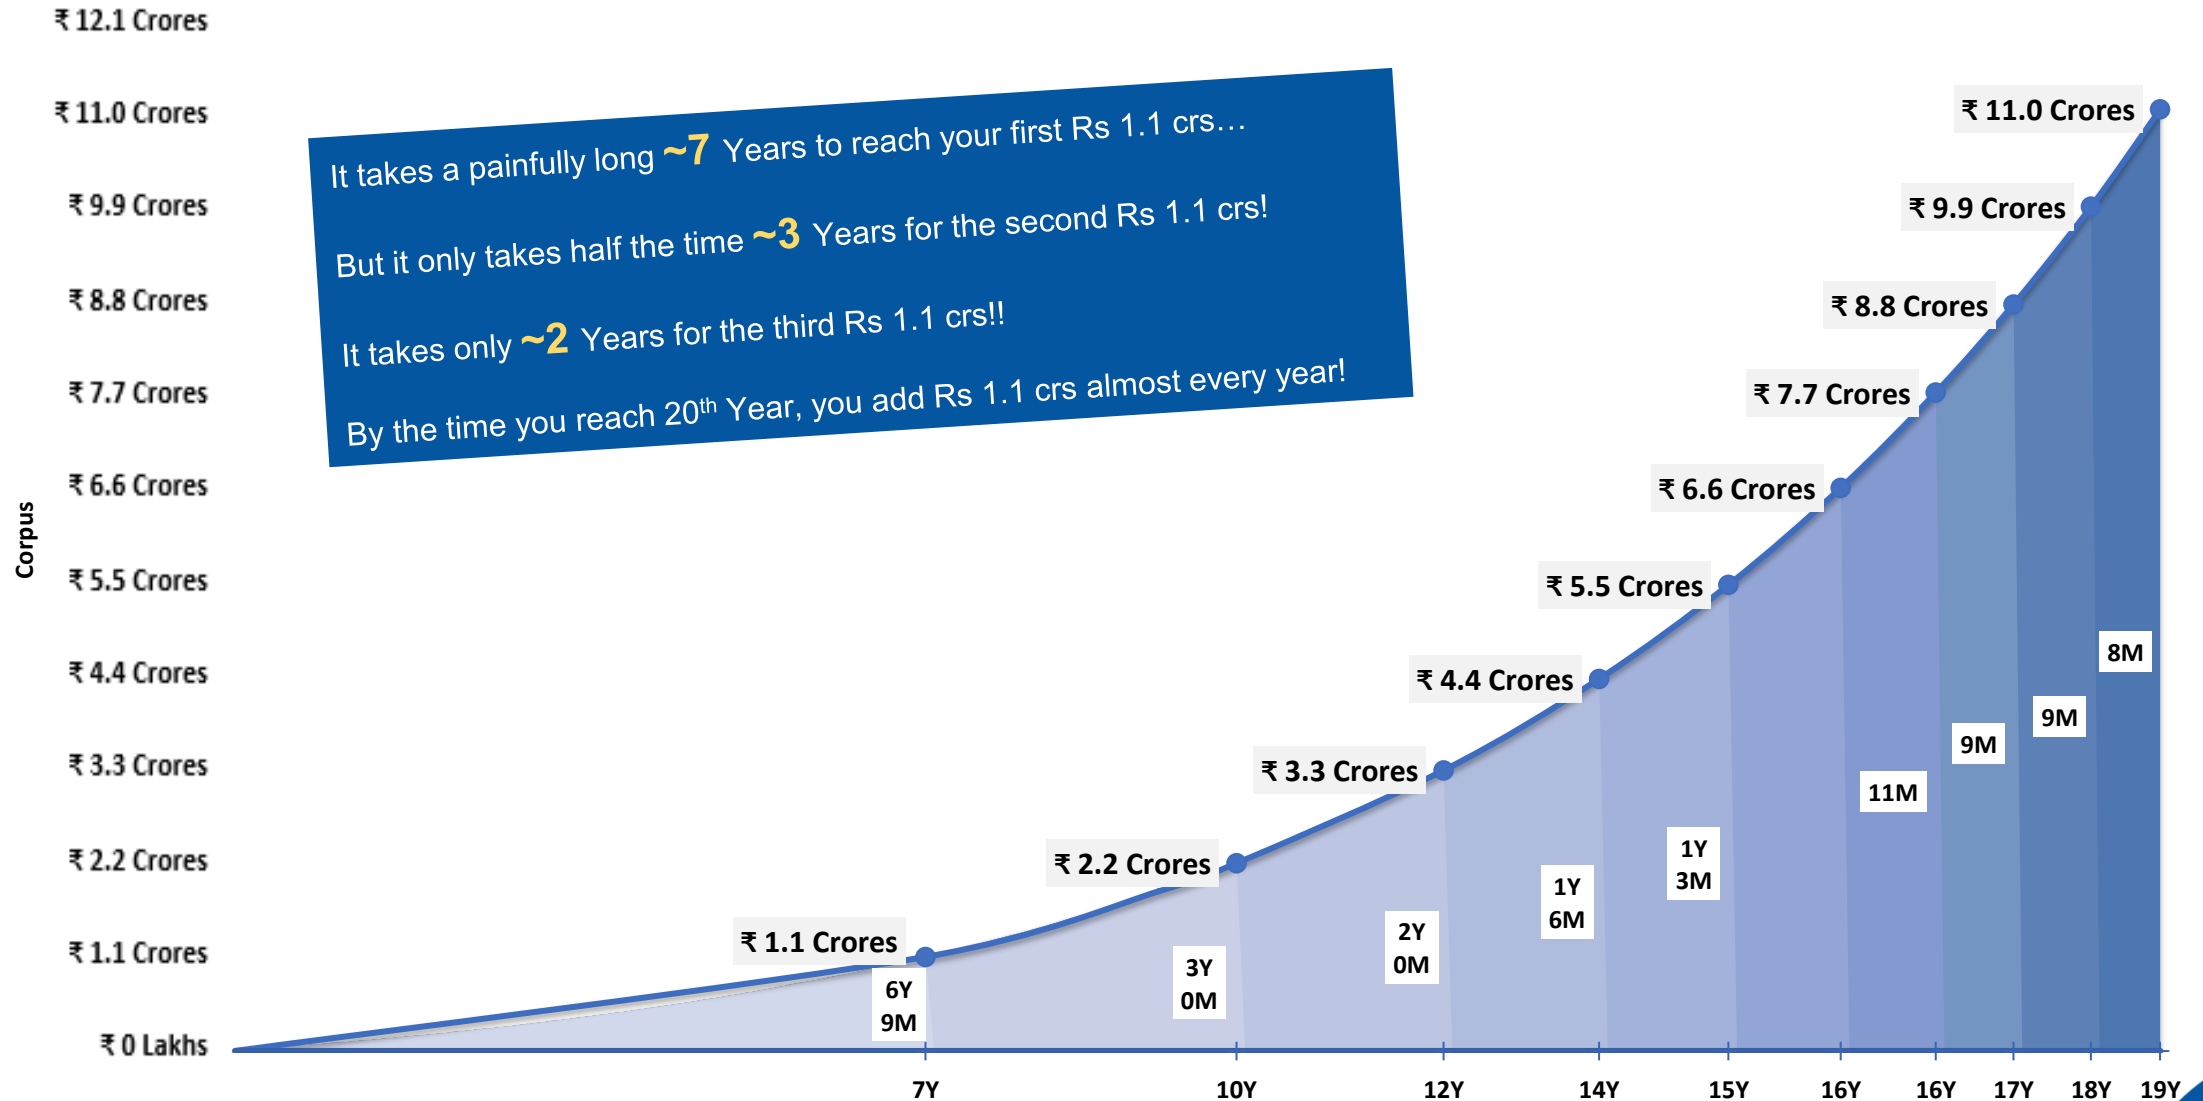 ₹ 12.1 Crores
₹ 11.0 Crores
₹ 9.9 Crores
₹ 8.8 Crores
₹ 7.7 Crores
₹ 6.6 Crores
₹ 5.5 Crores
₹ 4.4 Crores
₹ 3.3 Crores
₹ 2.2 Crores
₹ 1.1 Crores
₹ 0 Lakhs
Corpus
It takes a painfully long ~7 Years to reach your first Rs 1.1 crs...
But it only takes half the time ~3 Years for the second Rs 1.1 crs!
It takes only ~2 Years for the third Rs 1.1 crs!!
By the time you reach 20th Year, you add Rs 1.1 crs almost every year!
₹ 1.1 Crores
₹ 2.2 Crores
₹ 3.3 Crores
₹ 4.4 Crores
₹ 5.5 Crores
₹ 6.6 Crores
₹ 7.7 Crores
₹ 8.8 Crores
₹ 9.9 Crores
₹ 11.0 Crores
6Y
9M
3Y
0M
2Y
0M
1Y
6M
1Y
3M
11M
9M
9M
8M
7Y 10Y 12Y 14Y 15Y 16Y 16Y 17Y 18Y 19Y